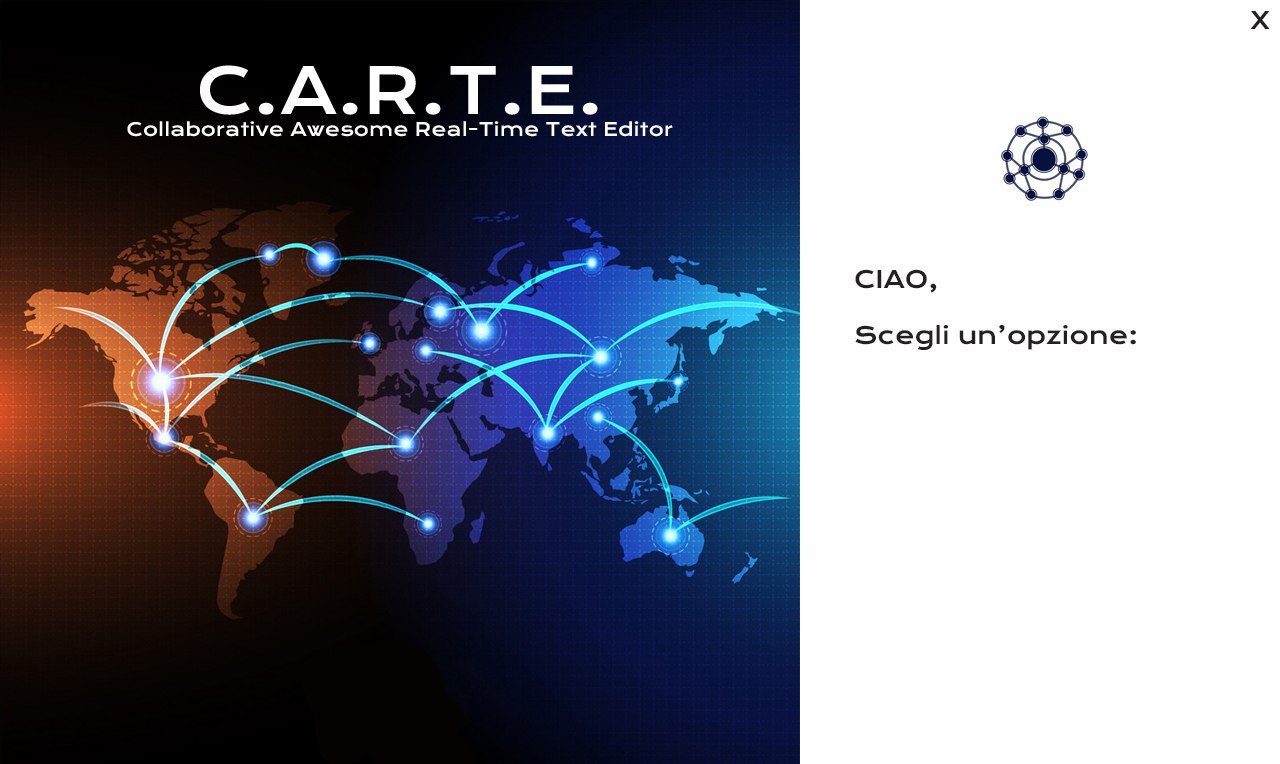 C.A.R.T.E.
Collaborative Awesome Real-Time Text Editor
X
CIAO,
Scegli un’opzione: